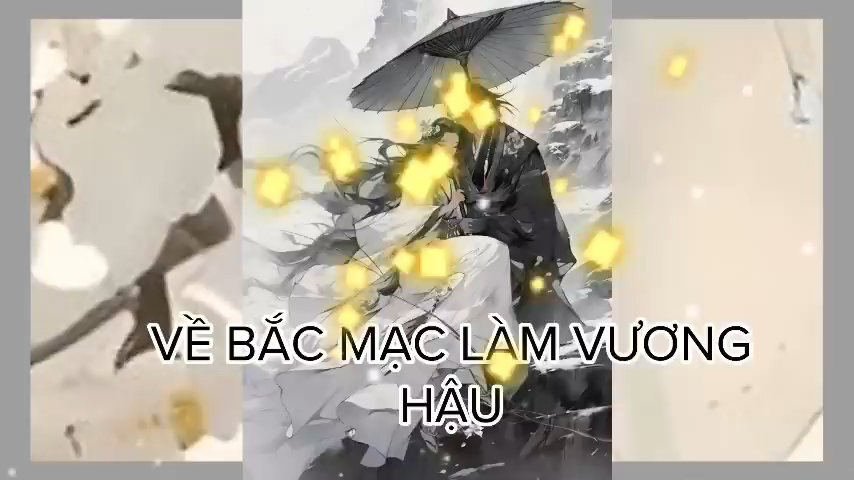 VỀ BẮC MẠC LÀM VƯƠNG
HẬU